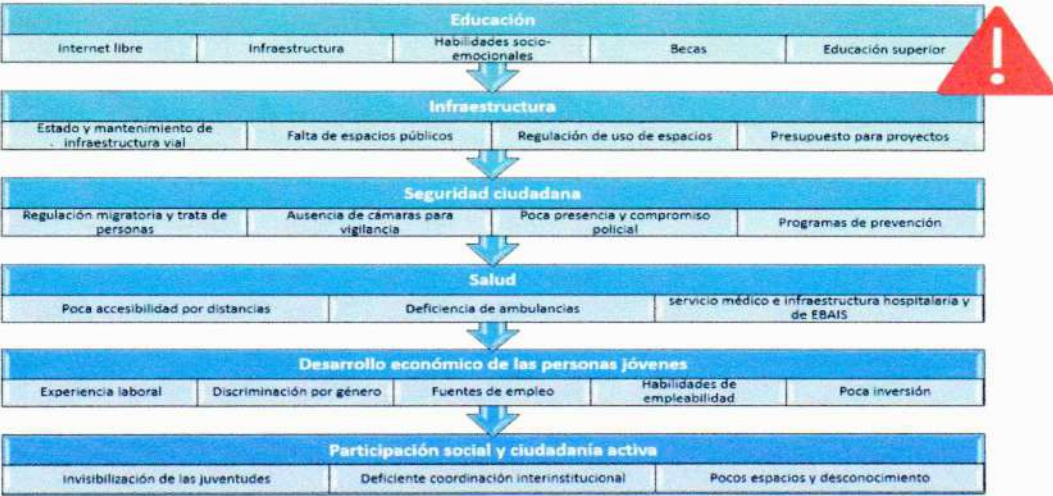 Educación
Internet libre
Infraestructura
Habilidades socio-
emocionales
Becas
Educación superior
!
Infraestructura
Estado y mantenimiento de
infraestructura vial
Falta de espacios públicos
Regulación de uso de espacios
Presupuesto para proyectos
Seguridad ciudadana
Regulación migratoria y trata de
personas
Ausencia de cámaras para
vigilancia
Poca presencia y compromiso
policial
Programas de prevención
Salud
Poca accesibilidad por distancias
Deficiencia de ambulancias
servicio médico e infraestructura hospitalaria y
de EBAIS
Desarrollo económico de las personas jóvenes
Experiencia laboral
Discriminación por género
Fuentes de empleo
Habilidades de
empleabilidad
Poca inversión
Participación social y ciudadanía activa
Invisibilización de las juventudes
Deficiente coordinación interinstitucional
Pocos espacios y desconocimiento